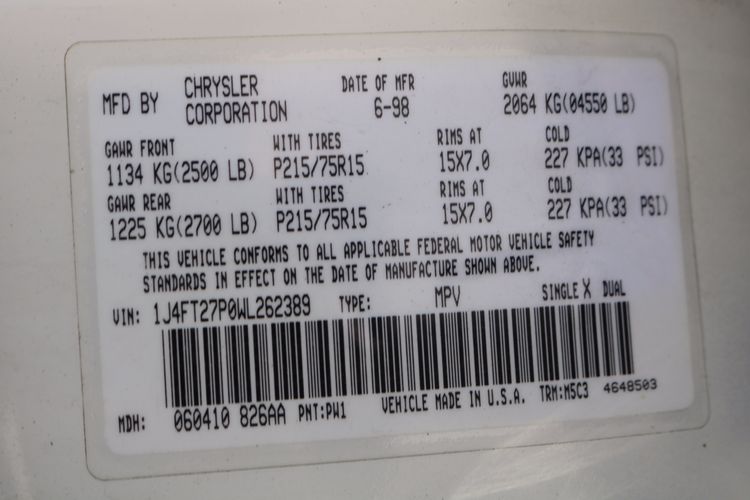 MFD BY CHRYSLER CORPORATION DATE OF MFR 6-98 GVWR 2064 KG(04550 LB)
GAWR FRONT WITH TIRES RIMS AT COLD
1134 KG(2500 LB) P215/75R15 15X7.0 227 KPA(33 PSI)
GAWR REAR WITH TIRES RIMS AT COLD
1225 KG(2700 LB) P215/75R15 15X7.0 227 KPA(33 PSI)
THIS VEHICLE CONFORMS TO ALL APPLICABLE FEDERAL MOTOR VEHICLE SAFETY
STANDARDS IN EFFECT ON THE DATE OF MANUFACTURE SHOWN ABOVE.
VIN: 1J4FT27P0WL262389 TYPE: MPV SINGLE X DUAL
MDH: 060410 826AA PNT:PW1 VEHICLE MADE IN U.S.A. TRM:M5C3 4648503